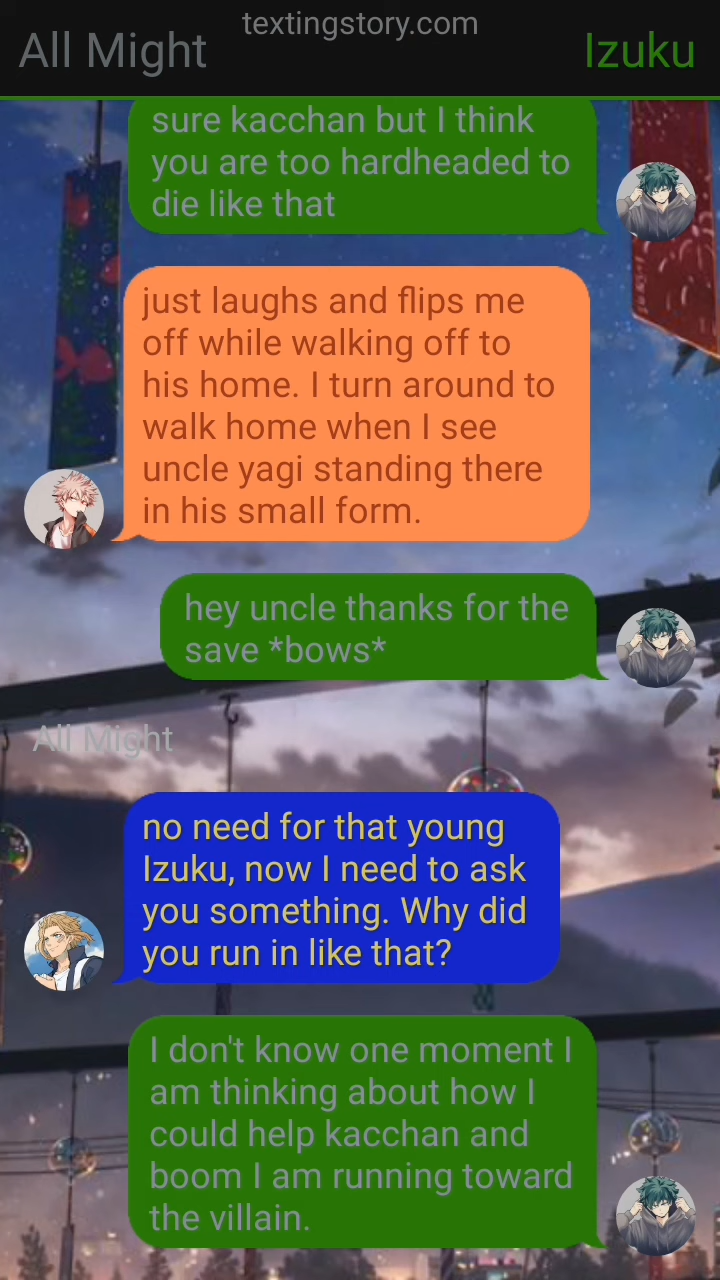 textingstory.com
All Might
Izuku
sure kacchan but I think
you are too hardheaded to
die like that
just laughs and flips me
off while walking off to
his home. I turn around to
walk home when I see
uncle yagi standing there
in his small form.
hey uncle thanks for the
save *bows*
All Might
no need for that young
Izuku, now I need to ask
you something. Why did
you run in like that?
I don't know one moment I
am thinking about how I
could help kacchan and
boom I am running toward
the villain.